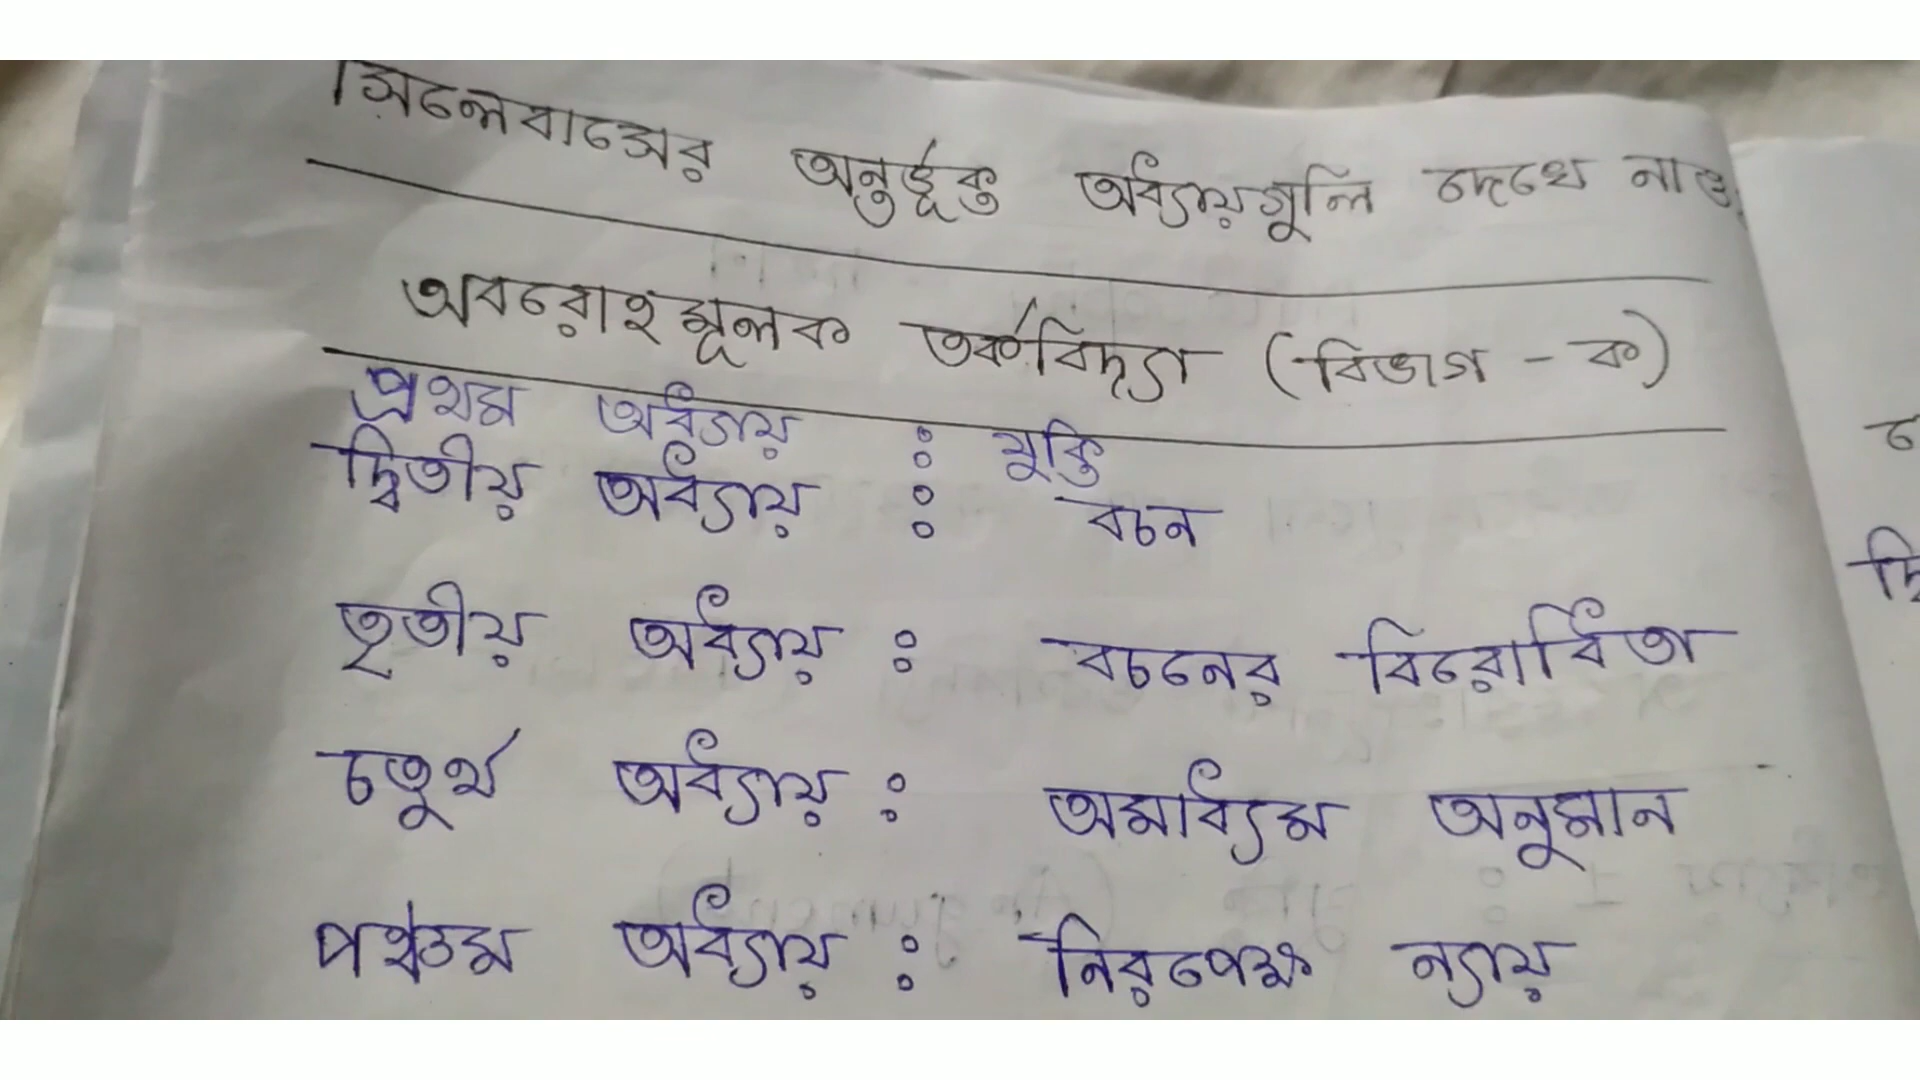 সিলেবাসের অন্তর্ভূক্ত অধ্যায়গুলি দেখে নাও
অবরোহমূলক তর্কবিদ্যা (বিভাগ - ক)
প্রথম অধ্যায় : যুক্তি
দ্বিতীয় অধ্যায় : বচন
তৃতীয় অধ্যায় : বচনের বিরোধিতা
চতুর্থ অধ্যায় : অমাধ্যম অনুমান
পঞ্চম অধ্যায় : নিরপেক্ষ ন্যায়